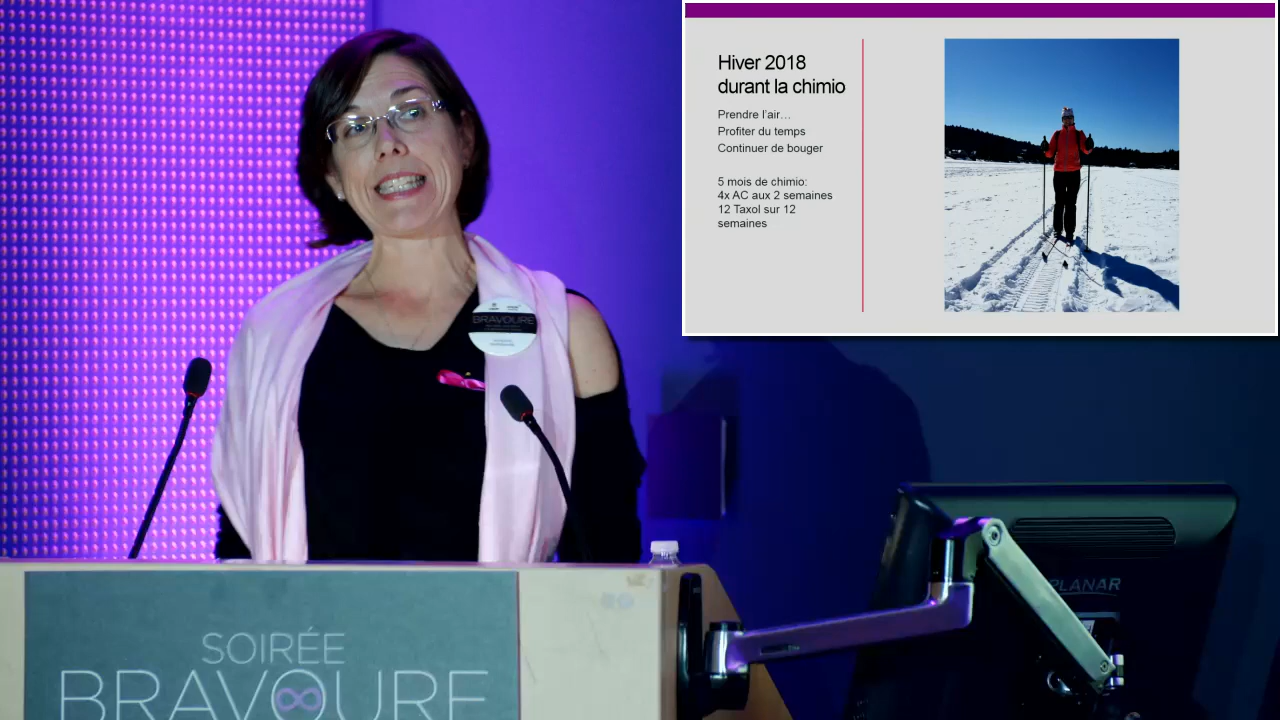 Hiver 2018
durant la chimio
Prendre l'air…
Profiter du temps
Continuer de bouger
5 mois de chimio:
4x AC aux 2 semaines
12 Taxol sur 12
semaines
BRAVOURE
PLANAR
SOIRÉE
BRAVOURE